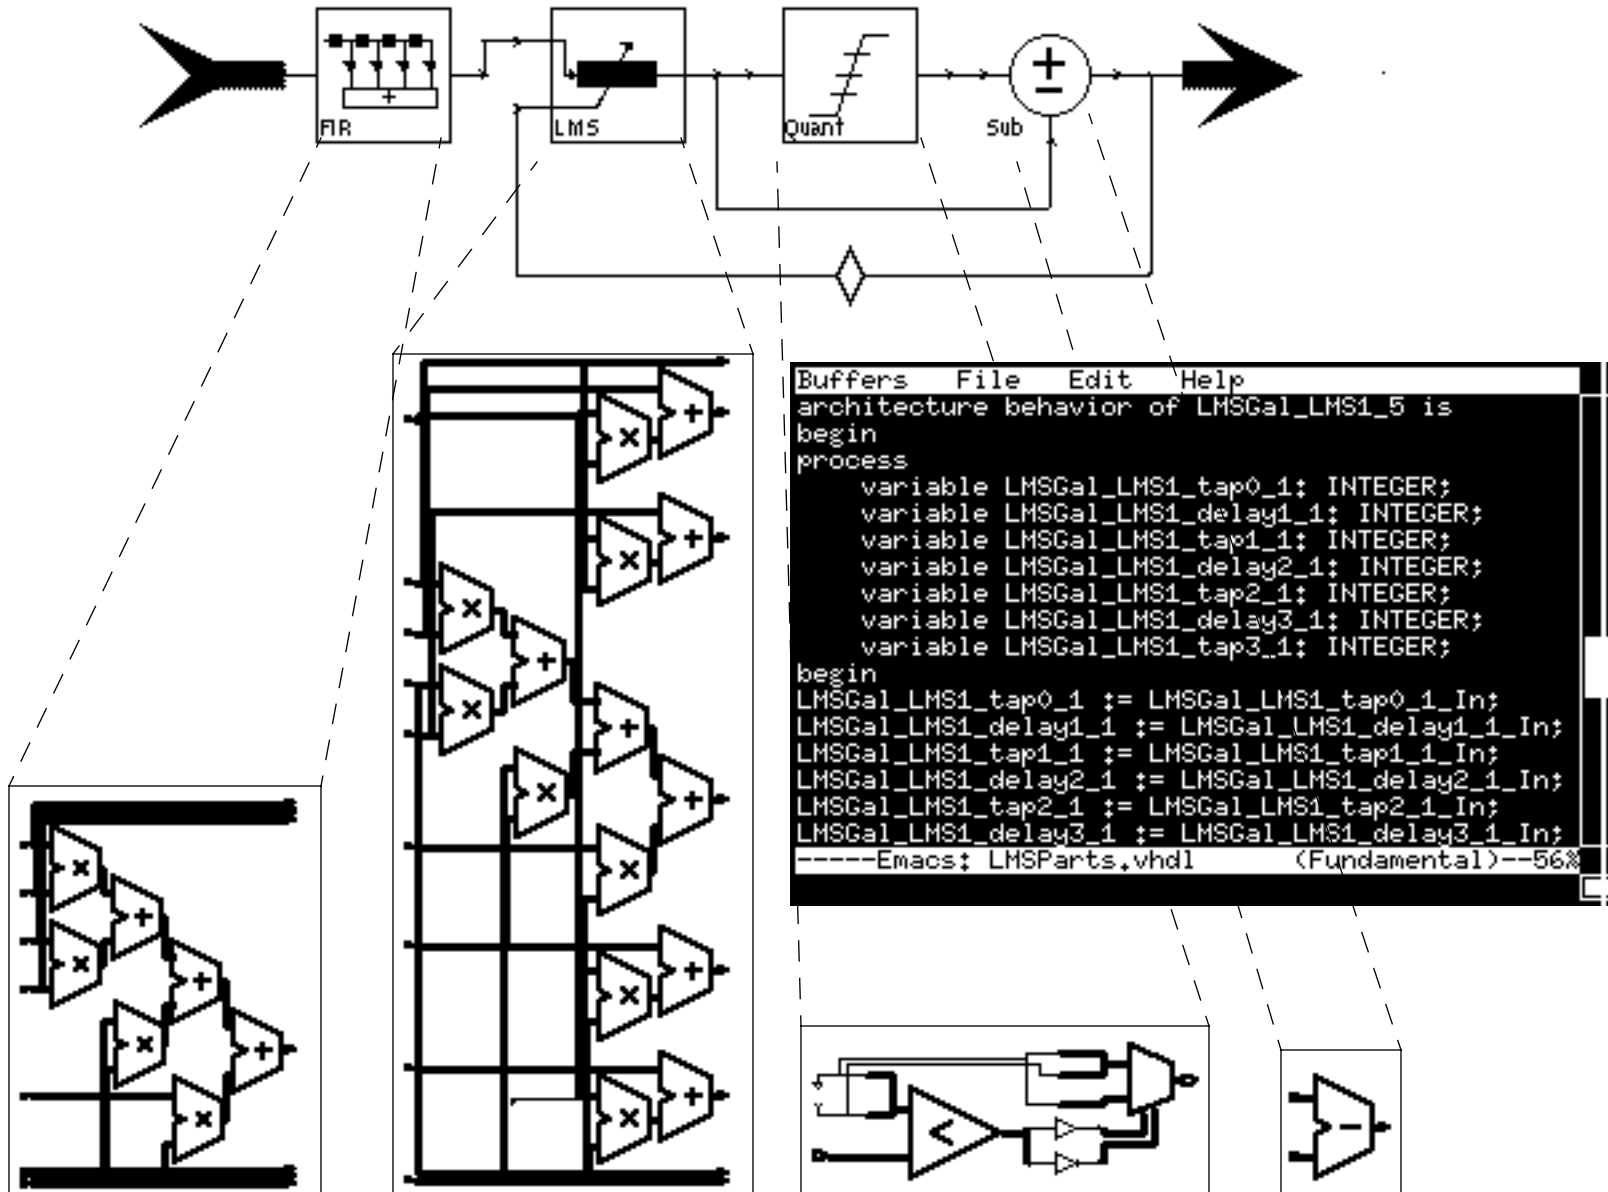 FIR
LMS
Quant
Sub
Buffers File Edit Help
architecture behavior of LMSGal_LMS1_5 is
begin
process
variable LMSGal_LMS1_tap0_1: INTEGER;
variable LMSGal_LMS1_delay1_1: INTEGER;
variable LMSGal_LMS1_tap1_1: INTEGER;
variable LMSGal_LMS1_delay2_1: INTEGER;
variable LMSGal_LMS1_tap2_1: INTEGER;
variable LMSGal_LMS1_delay3_1: INTEGER;
variable LMSGal_LMS1_tap3_1: INTEGER;
begin
LMSGal_LMS1_tap0_1 := LMSGal_LMS1_tap0_1_In;
LMSGal_LMS1_delay1_1 := LMSGal_LMS1_delay1_1_In;
LMSGal_LMS1_tap1_1 := LMSGal_LMS1_tap1_1_In;
LMSGal_LMS1_delay2_1 := LMSGal_LMS1_delay2_1_In;
LMSGal_LMS1_tap2_1 := LMSGal_LMS1_tap2_1_In;
LMSGal_LMS1_delay3_1 := LMSGal_LMS1_delay3_1_In;
-----Emacs: LMSParts.vhdl (Fundamental)--56%